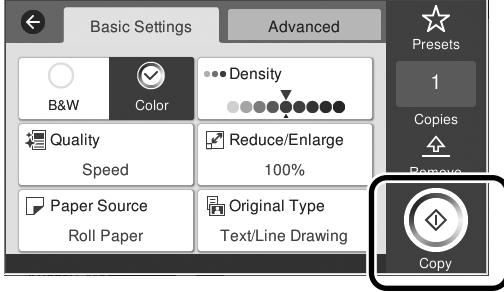 Basic Settings
Advanced
Presets
B&W
Color
Density
1
Copies
Quality
Speed
Reduce/Enlarge
100%
Remove
Paper Source
Roll Paper
Original Type
Text/Line Drawing
Copy